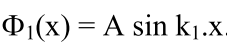 Φ₁(x) = A sin k₁.x.